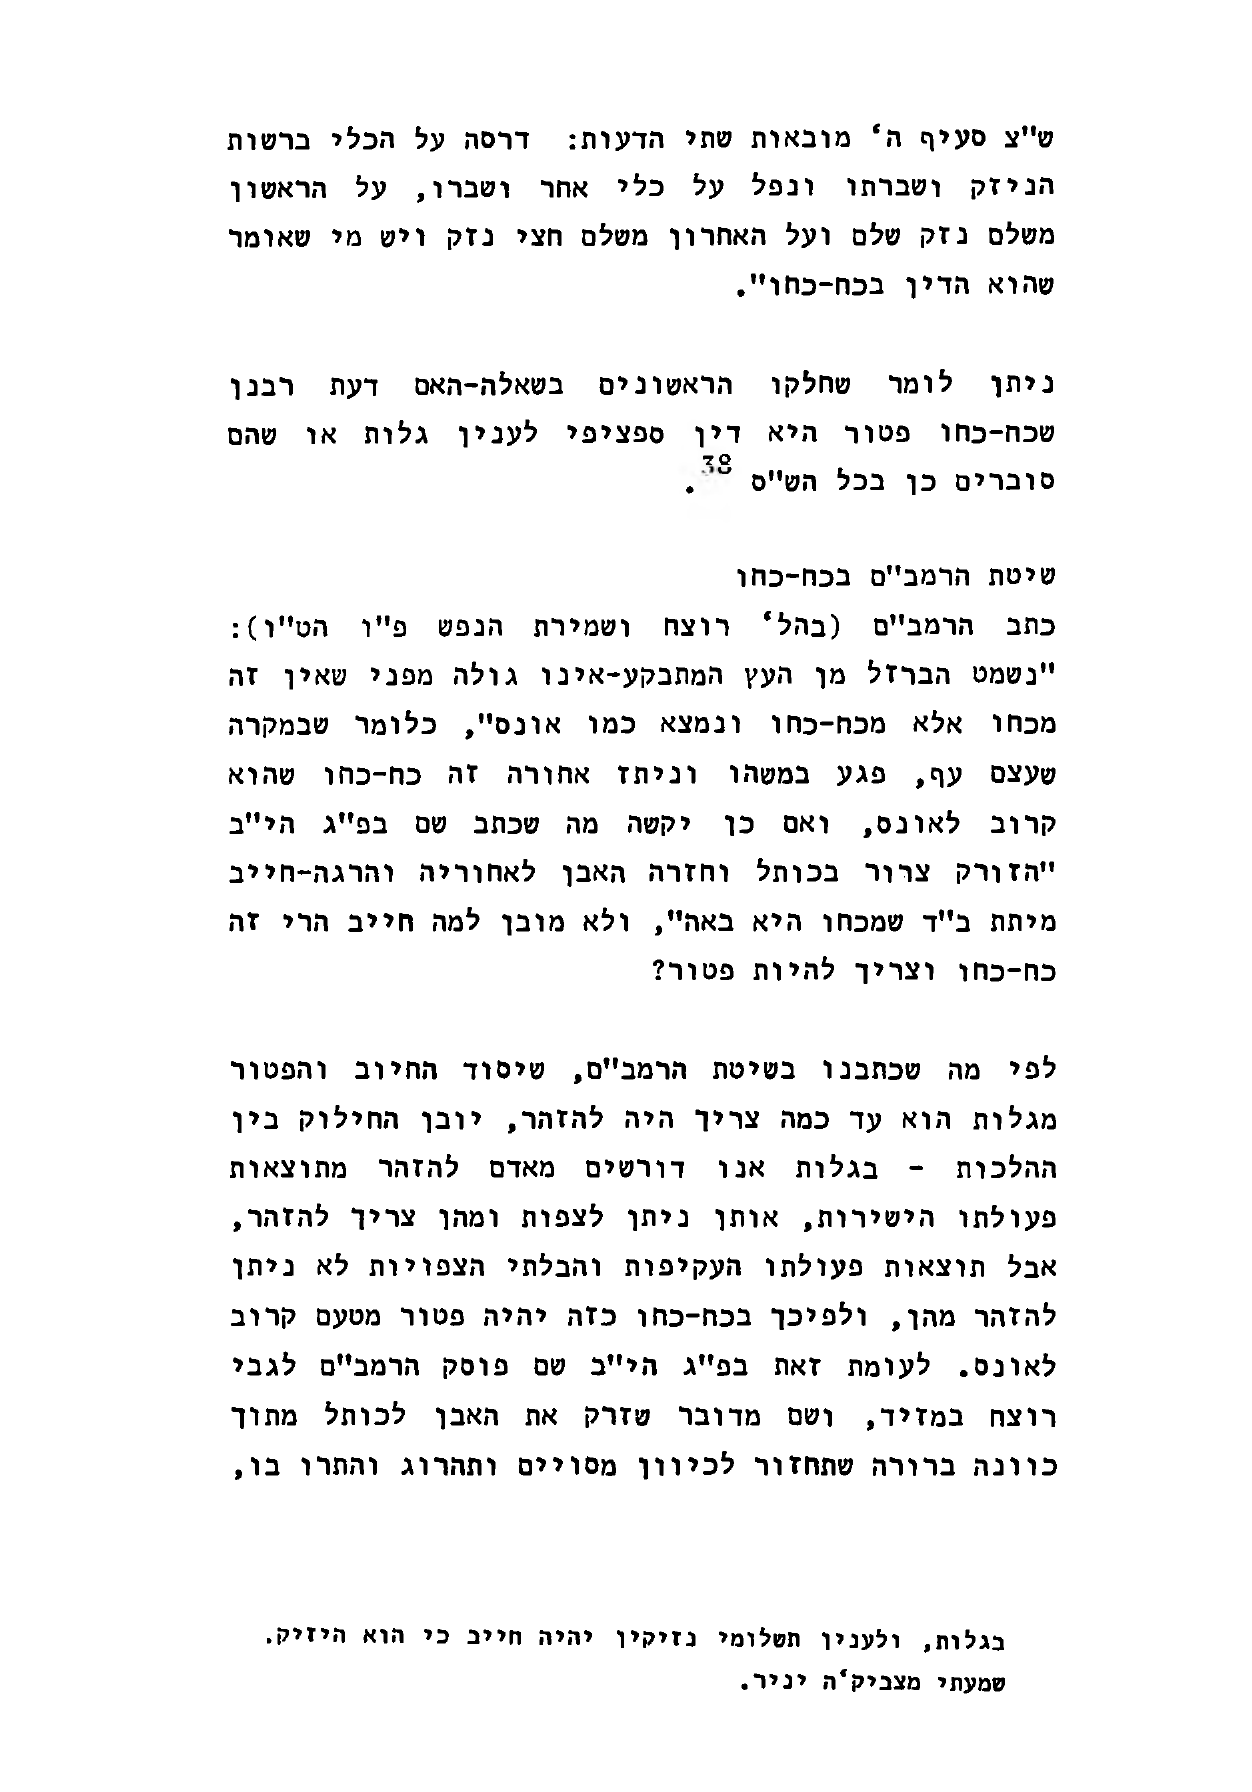 ש"צ סעיף ה' מובאות שתי הדעות: דרסה על הכלי ברשות
הניזק ושברתו ונפל על כלי אחר ושברו, על הראשון
משלם נזק שלם ועל האחרון משלם חצי נזק ויש מי שאומר
שהוא הדין בכח-כחו".
ניתן לומר שחלקו הראשונים בשאלה-האם דעת רבנן
שכח-כחו פטור היא דין ספציפי לענין גלות או שהם
סוברים כן בכל הש"ס 38.
שיטת הרמב"ם בכח-כחו
כתב הרמב"ם (בהל' רוצח ושמירת הנפש פ"ו הט"ו):
"נשמט הברזל מן העץ המתבקע-אינו גולה מפני שאין זה
מכחו אלא מכח-כחו ונמצא כמו אונס", כלומר שבמקרה
שעצם עף, פגע במשהו וניתז אחורה זה כח-כחו שהוא
קרוב לאונס, ואם כן יקשה מה שכתב שם בפ"ג הי"ב
"הזורק צרור בכותל וחזרה האבן לאחוריה והרגה-חייב
מיתת ב"ד שמכחו היא באה", ולא מובן למה חייב הרי זה
כח-כחו וצריך להיות פטור?
לפי מה שכתבנו בשיטת הרמב"ם, שיסוד החיוב והפטור
מגלות הוא עד כמה צריך היה להזהר, יובן החילוק בין
ההלכות - בגלות אנו דורשים מאדם להזהר מתוצאות
פעולתו הישירות, אותן ניתן לצפות ומהן צריך להזהר,
אבל תוצאות פעולתו העקיפות והבלתי הצפויות לא ניתן
להזהר מהן, ולפיכך בכח-כחו כזה יהיה פטור מטעם קרוב
לאונס. לעומת זאת בפ"ג הי"ב שם פוסק הרמב"ם לגבי
רוצח במזיד, ושם מדובר שזרק את האבן לכותל מתוך
כוונה ברורה שתחזור לכיוון מסויים ותהרוג והתרו בו,
בגלות, ולענין תשלומי נזיקין יהיה חייב כי הוא היזיק.
שמעתי מצביק'ה יניר.